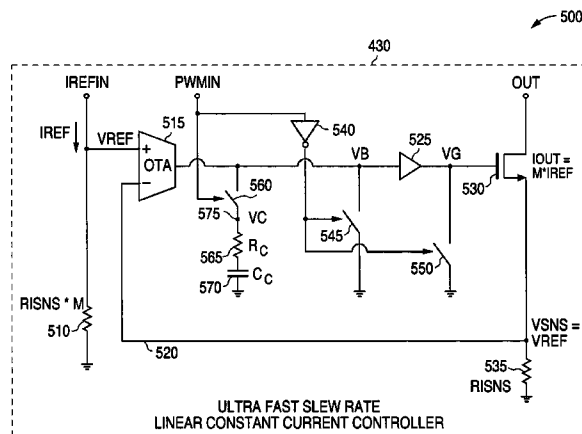 500
430
IREFIN
PWMIN
OUT
IREF
VREF
515
540
525
+
OTA
−
VB
VG
530
IOUT =
M*IREF
560
575
VC
565
RC
570
CC
545
550
RISNS * M
510
520
VSNS =
VREF
535
RISNS
ULTRA FAST SLEW RATE
LINEAR CONSTANT CURRENT CONTROLLER